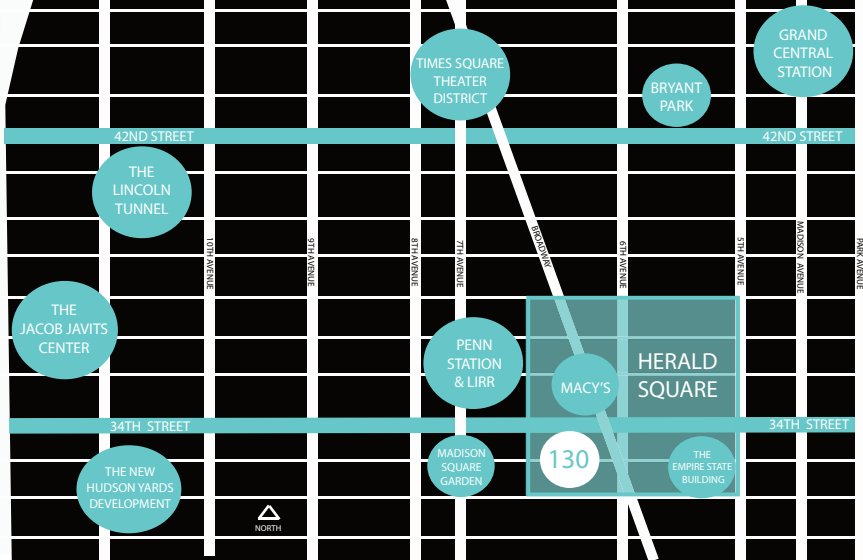 GRAND
CENTRAL
STATION
TIMES SQUARE
THEATER
DISTRICT
BRYANT
PARK
42ND STREET
42ND STREET
THE
LINCOLN
TUNNEL
10TH AVENUE
9TH AVENUE
8TH AVENUE
7TH AVENUE
BROADWAY
6TH AVENUE
5TH AVENUE
MADISON AVENUE
PARK AVENUE
THE
JACOB JAVITS
CENTER
PENN
STATION
& LIRR
MACY'S
HERALD
SQUARE
34TH STREET
34TH STREET
THE NEW
HUDSON YARDS
DEVELOPMENT
MADISON
SQUARE
GARDEN
130
THE
EMPIRE STATE
BUILDING
NORTH